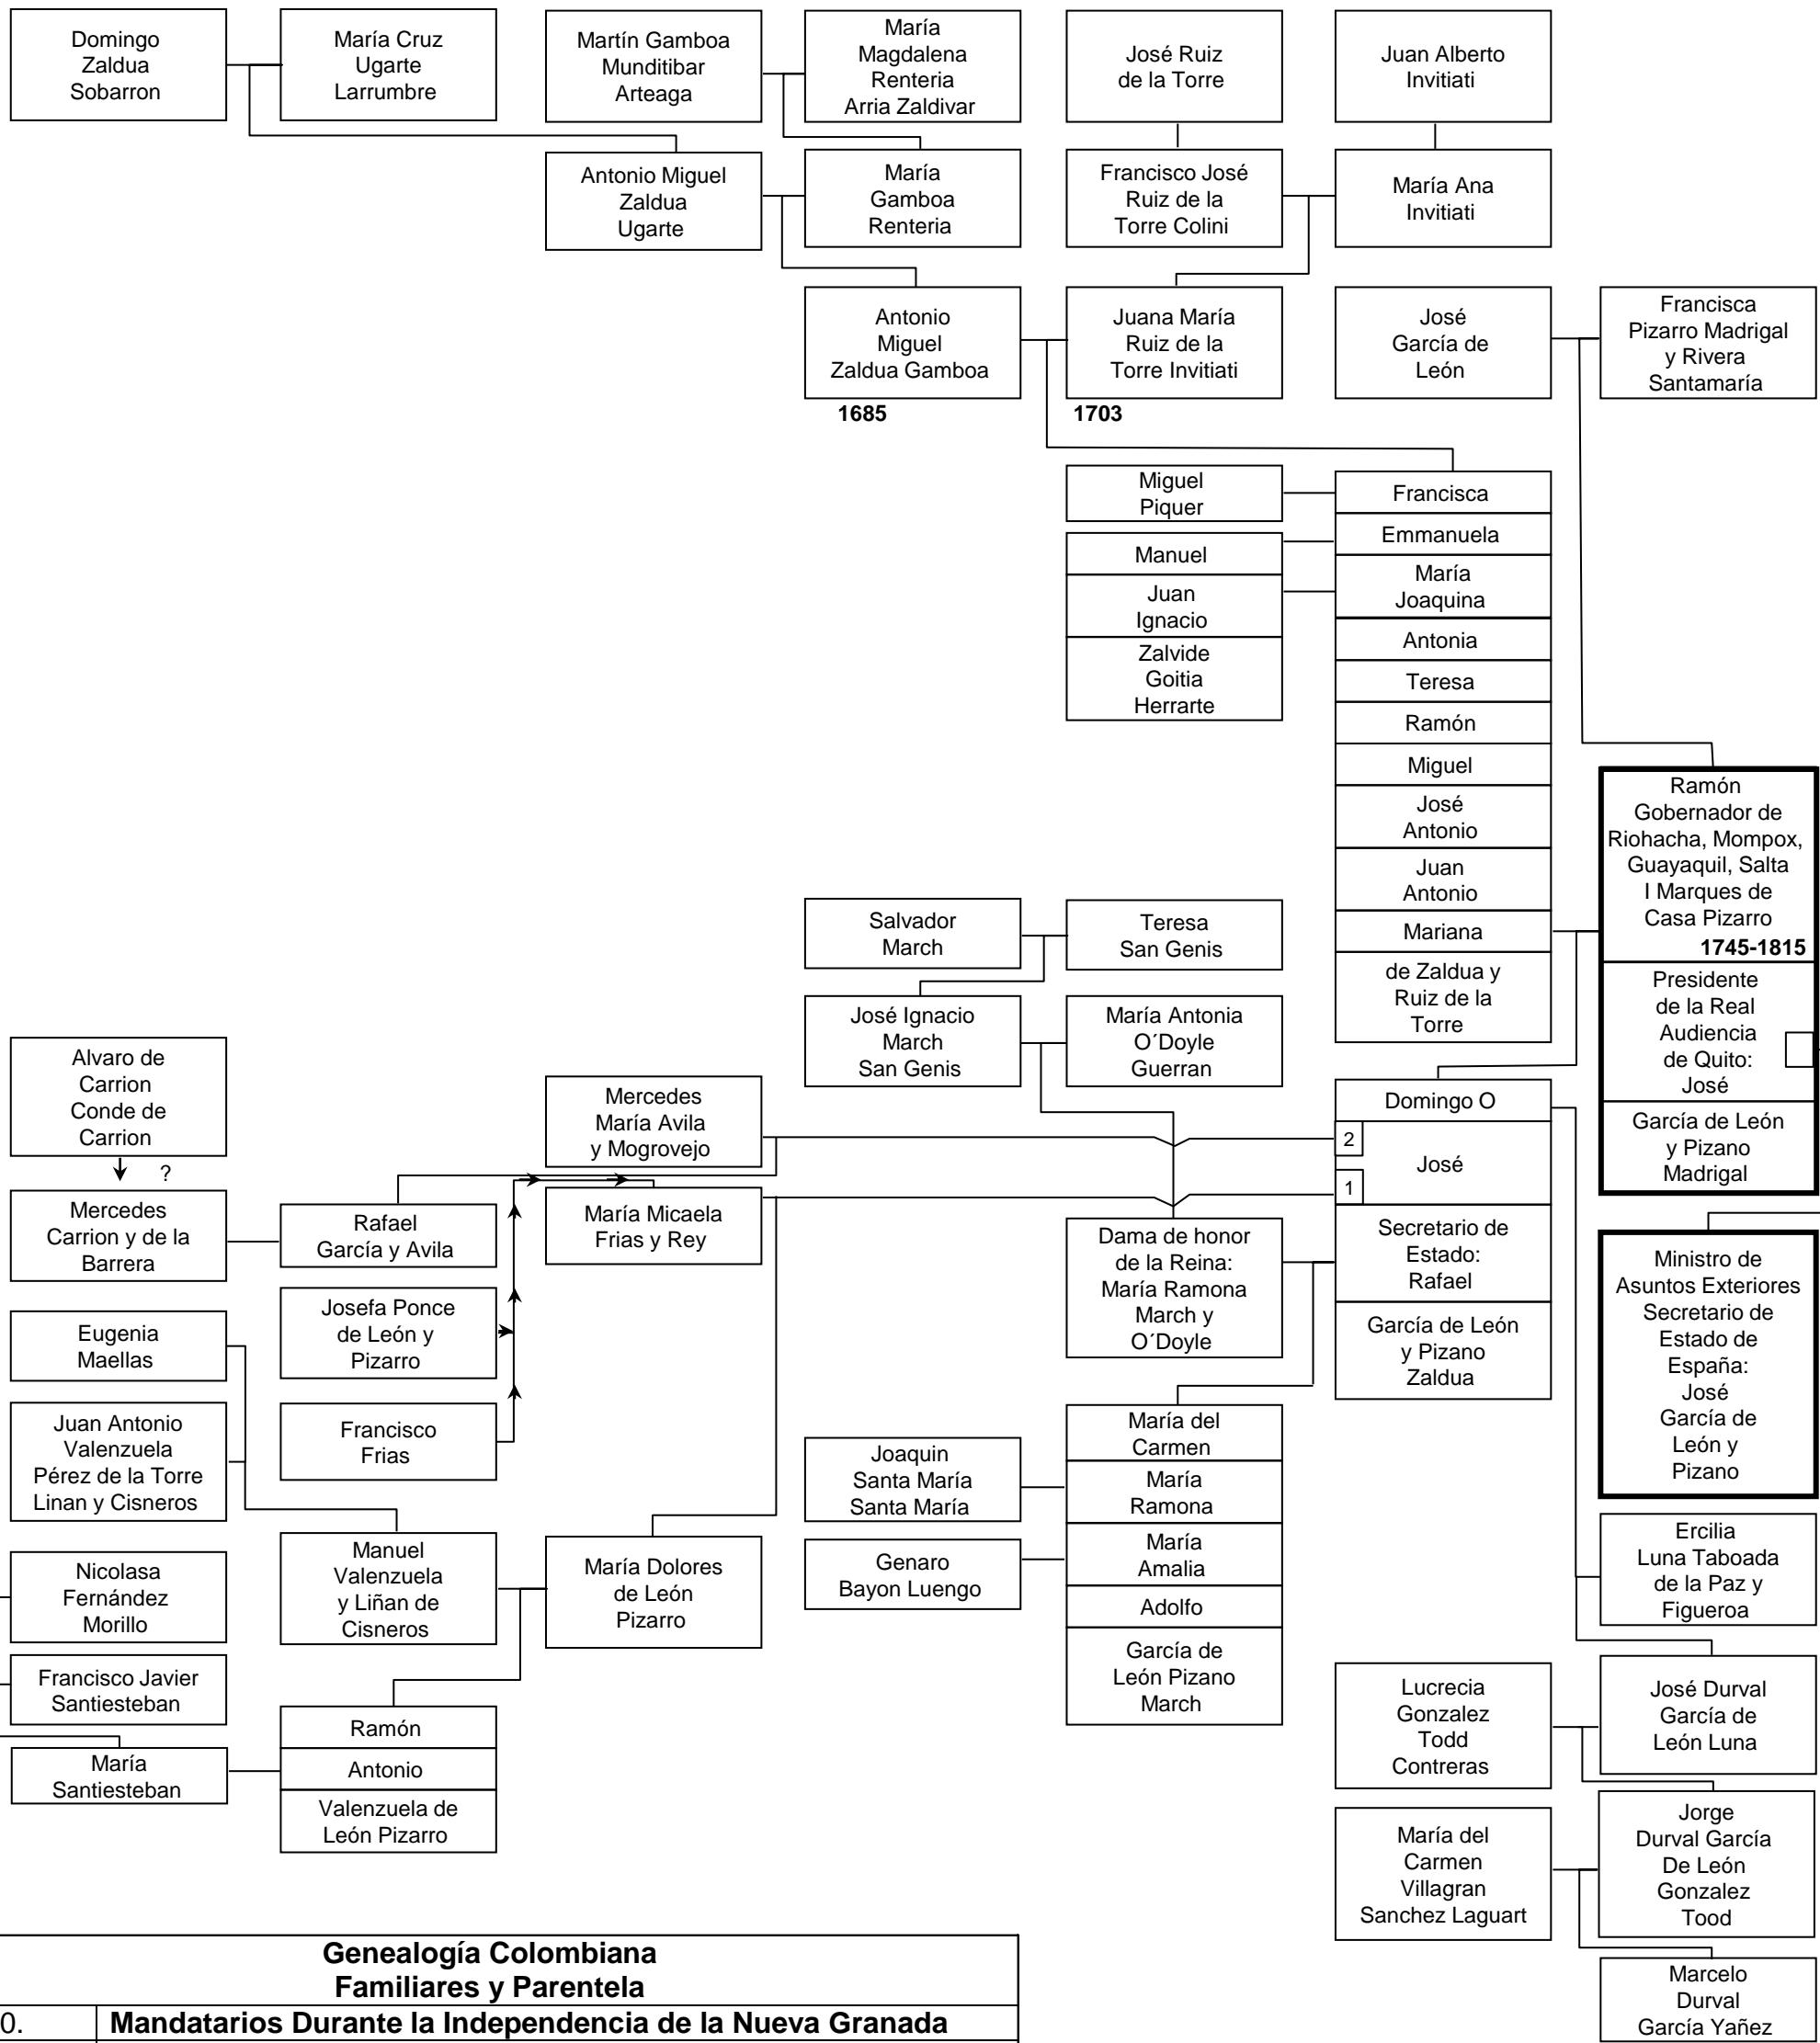 Domingo
Zaldua
Sobarron
María Cruz
Ugarte
Larrumbre
Martín Gamboa
Munditibar
Arteaga
María
Magdalena
Renteria
Arria Zaldivar
José Ruiz
de la Torre
Juan Alberto
Invitiati
Antonio Miguel
Zaldua
Ugarte
María
Gamboa
Renteria
Francisco José
Ruiz de la
Torre Colini
María Ana
Invitiati
Antonio
Miguel
Zaldua Gamboa
1685
Juana María
Ruiz de la
Torre Invitiati
1703
José
García de
León
Francisca
Pizarro Madrigal
y Rivera
Santamaría
Miguel
Piquer
Manuel
Juan
Ignacio
Zalvide
Goitia
Herrarte
Francisca
Emmanuela
María
Joaquina
Antonia
Teresa
Ramón
Miguel
José
Antonio
Juan
Antonio
Mariana
de Zaldua y
Ruiz de la
Torre
Ramón
Gobernador de
Riohacha, Mompox,
Guayaquil, Salta
I Marques de
Casa Pizarro
1745-1815
Presidente
de la Real
Audiencia
de Quito:
José
García de León
y Pizano
Madrigal
Salvador
March
Teresa
San Genis
José Ignacio
March
San Genis
María Antonia
O´Doyle
Guerran
Alvaro de
Carrion
Conde de
Carrion
?
Mercedes
Carrion y de la
Barrera
Rafael
García y Avila
Mercedes
María Avila
y Mogrovejo
María Micaela
Frias y Rey
Domingo O
2
José
1
Secretario de
Estado:
Rafael
García de León
y Pizano
Zaldua
Dama de honor
de la Reina:
María Ramona
March y
O´Doyle
Ministro de
Asuntos Exteriores
Secretario de
Estado de
España:
José
García de
León y
Pizano
Eugenia
Maellas
Josefa Ponce
de León y
Pizarro
Juan Antonio
Valenzuela
Pérez de la Torre
Linan y Cisneros
Francisco
Frias
Joaquin
Santa María
Santa María
Genaro
Bayon Luengo
María del
Carmen
María
Ramona
María
Amalia
Adolfo
García de
León Pizano
March
Nicolasa
Fernández
Morillo
Manuel
Valenzuela
y Liñan de
Cisneros
María Dolores
de León
Pizarro
Ercilia
Luna Taboada
de la Paz y
Figueroa
Francisco Javier
Santiesteban
María
Santiesteban
Ramón
Antonio
Valenzuela de
León Pizarro
Lucrecia
Gonzalez
Todd
Contreras
José Durval
García de
León Luna
María del
Carmen
Villagran
Sanchez Laguart
Jorge
Durval García
De León
Gonzalez
Tood
Marcelo
Durval
García Yañez
Genealogía Colombiana
Familiares y Parentela
0. Mandatarios Durante la Independencia de la Nueva Granada